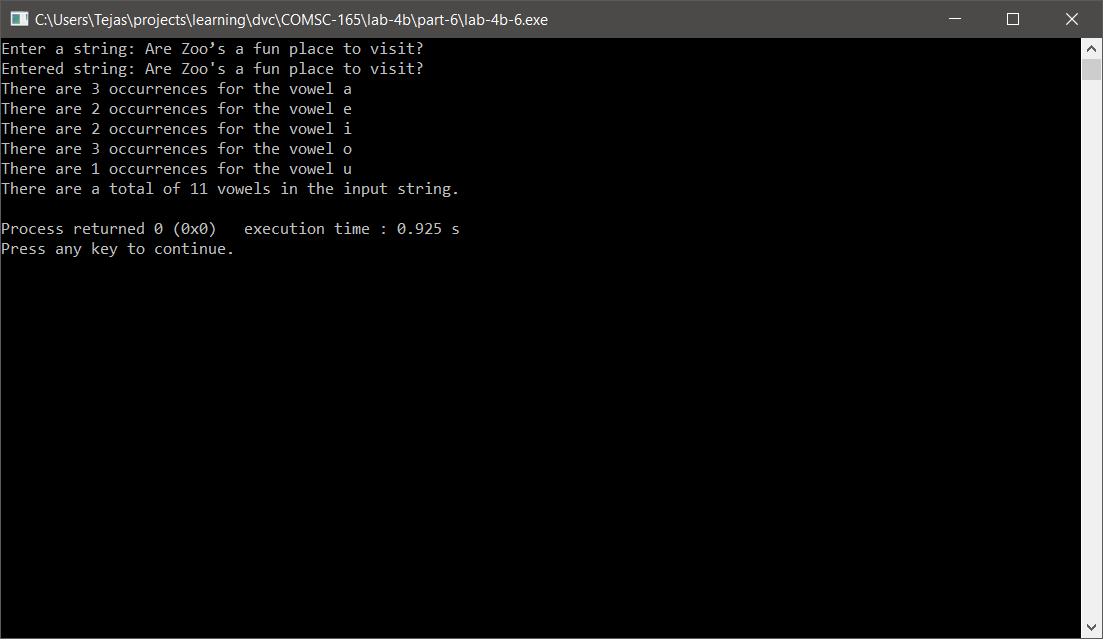 C:\Users\Tejas\projects\learning\dvc\COMSC-165\lab-4b\part-6\lab-4b-6.exe
Enter a string: Are Zoo’s a fun place to visit?
Entered string: Are Zoo's a fun place to visit?
There are 3 occurrences for the vowel a
There are 2 occurrences for the vowel e
There are 2 occurrences for the vowel i
There are 3 occurrences for the vowel o
There are 1 occurrences for the vowel u
There are a total of 11 vowels in the input string.
Process returned 0 (0x0)   execution time : 0.925 s
Press any key to continue.